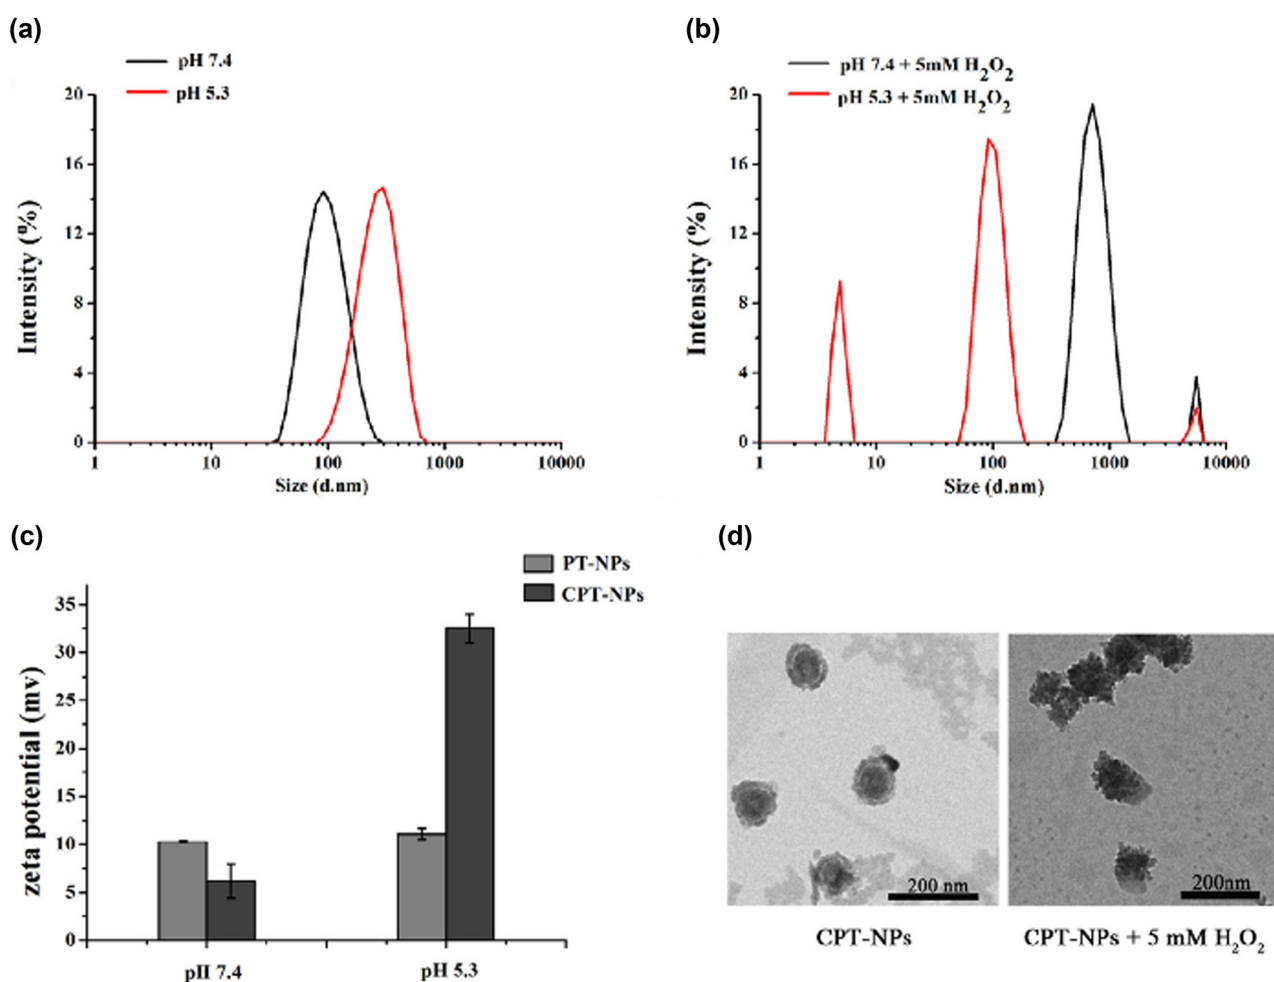 (a)
pH 7.4
pH 5.3
20
16
12
8
4
0
Intensity (%)
1 10 100 1000 10000
Size (d.nm)
(b)
pH 7.4 + 5mM H₂O₂
pH 5.3 + 5mM H₂O₂
20
16
12
8
4
0
Intensity (%)
1 10 100 1000 10000
Size (d.nm)
(c)
PT-NPs
CPT-NPs
35
30
25
20
15
10
5
0
zeta potential (mv)
pH 7.4 pH 5.3
(d)
200 nm
200nm
CPT-NPs
CPT-NPs + 5 mM H₂O₂